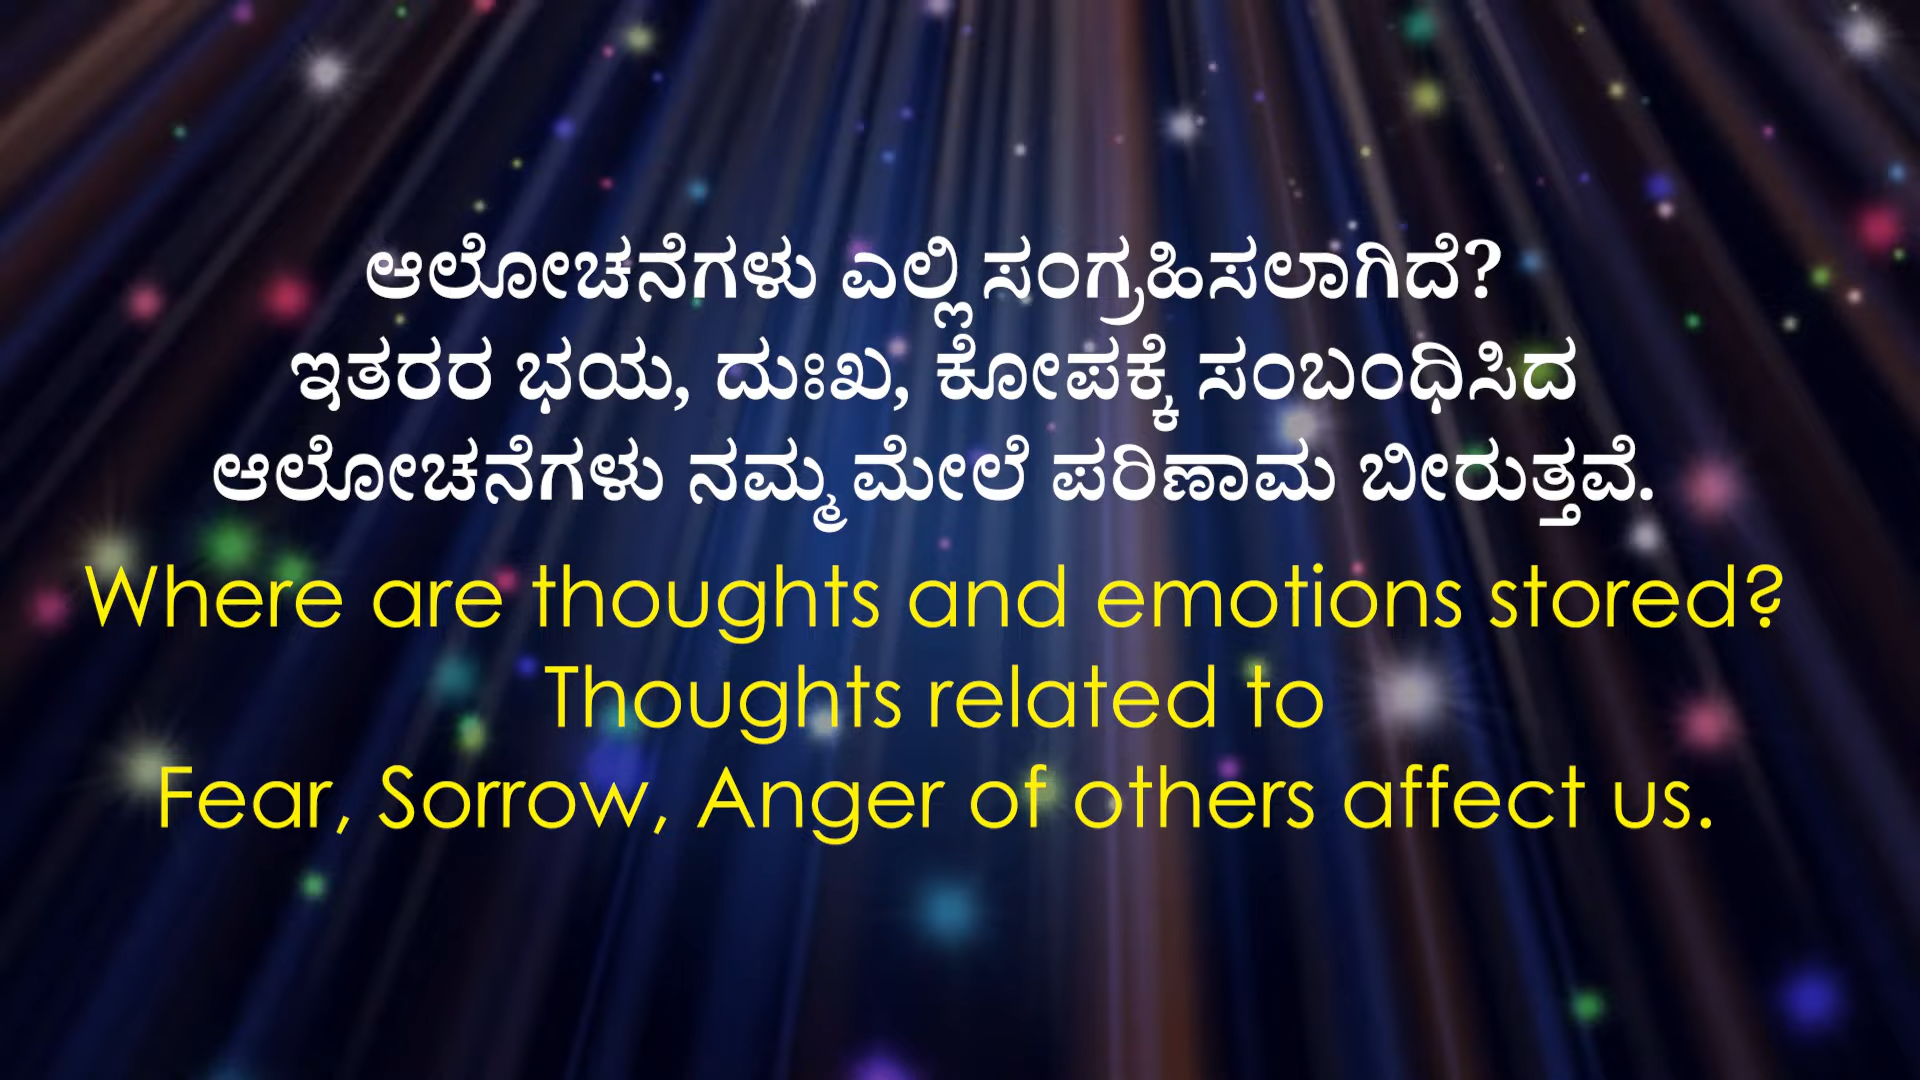 ಆಲೋಚನೆಗಳು ಎಲ್ಲಿ ಸಂಗ್ರಹಿಸಲಾಗಿದೆ?
ಇತರರ ಭಯ, ದುಃಖ, ಕೋಪಕ್ಕೆ ಸಂಬಂಧಿಸಿದ
ಆಲೋಚನೆಗಳು ನಮ್ಮ ಮೇಲೆ ಪರಿಣಾಮ ಬೀರುತ್ತವೆ.
Where are thoughts and emotions stored?
Thoughts related to
Fear, Sorrow, Anger of others affect us.